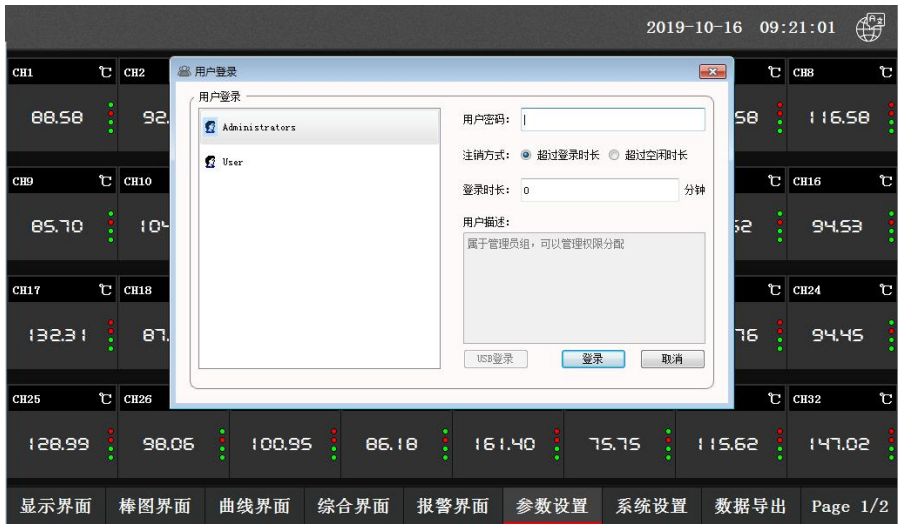 2019-10-16 09:21:01
CH1 ℃ CH2 ℃ CH8 ℃
用户登录
用户登录
Administrators
User
用户密码:
注销方式: 超过登录时长 超过空闲时长
登录时长: 0 分钟
用户描述:
属于管理员组，可以管理权限分配
USB登录 登录 取消
88.58 92. 58 116.58
CH9 ℃ CH10 ℃ CH16 ℃
85.70 104 52 94.53
CH17 ℃ CH18 ℃ CH24 ℃
132.31 87. 76 94.45
CH25 ℃ CH26 ℃ CH32 ℃
128.99 98.06 100.95 86.18 161.40 75.75 115.62 147.02
显示界面 棒图界面 曲线界面 综合界面 报警界面 参数设置 系统设置 数据导出 Page 1/2